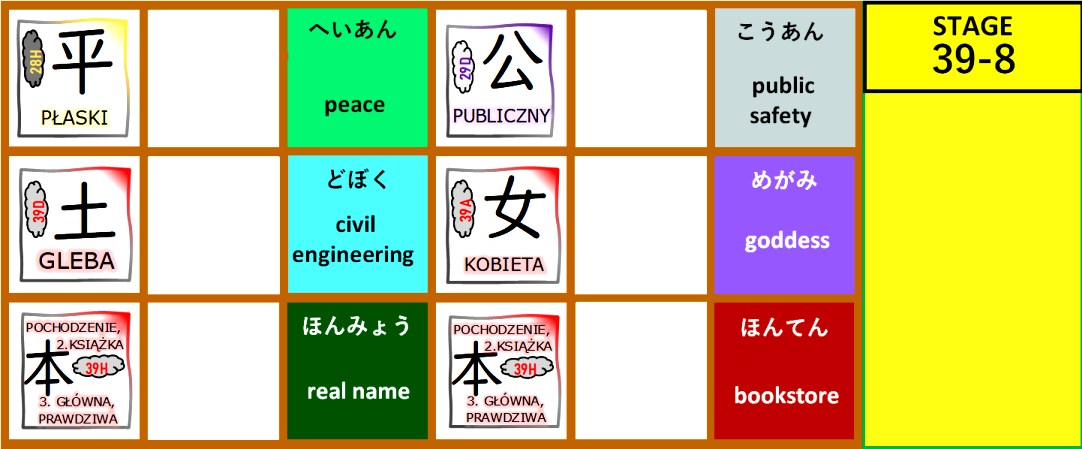 28H
平
PŁASKI
へいあん
peace
29D
公
PUBLICZNY
こうあん
public
safety
STAGE
39-8
39D
土
GLEBA
どぼく
civil
engineering
39A
女
KOBIETA
めがみ
goddess
POCHODZENIE,
2.KSIĄŻKA
本
39H
3. GŁÓWNA,
PRAWDZIWA
ほんみょう
real name
POCHODZENIE,
2.KSIĄŻKA
本
39H
3. GŁÓWNA,
PRAWDZIWA
ほんてん
bookstore